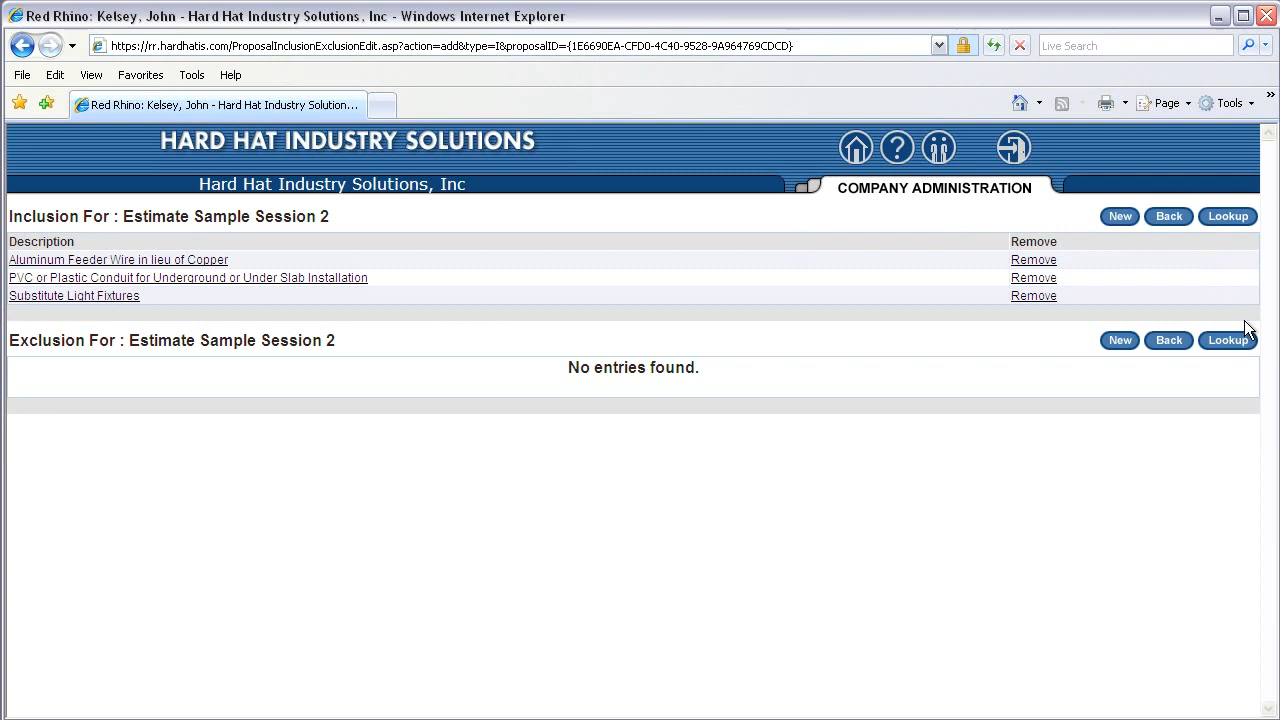 Red Rhino: Kelsey, John - Hard Hat Industry Solutions, Inc - Windows Internet Explorer
https://rr.hardhatis.com/ProposalInclusionExclusionEdit.asp?action=add&type=I&proposalID={1E6690EA-CFD0-4C40-9528-9A964769CDCD}
Live Search
File Edit View Favorites Tools Help
Red Rhino: Kelsey, John - Hard Hat Industry Solution...
Page Tools
HARD HAT INDUSTRY SOLUTIONS
Hard Hat Industry Solutions, Inc
COMPANY ADMINISTRATION
Inclusion For : Estimate Sample Session 2
New Back Lookup
Description Remove
Aluminum Feeder Wire in lieu of Copper Remove
PVC or Plastic Conduit for Underground or Under Slab Installation Remove
Substitute Light Fixtures Remove
Exclusion For : Estimate Sample Session 2
New Back Lookup
No entries found.